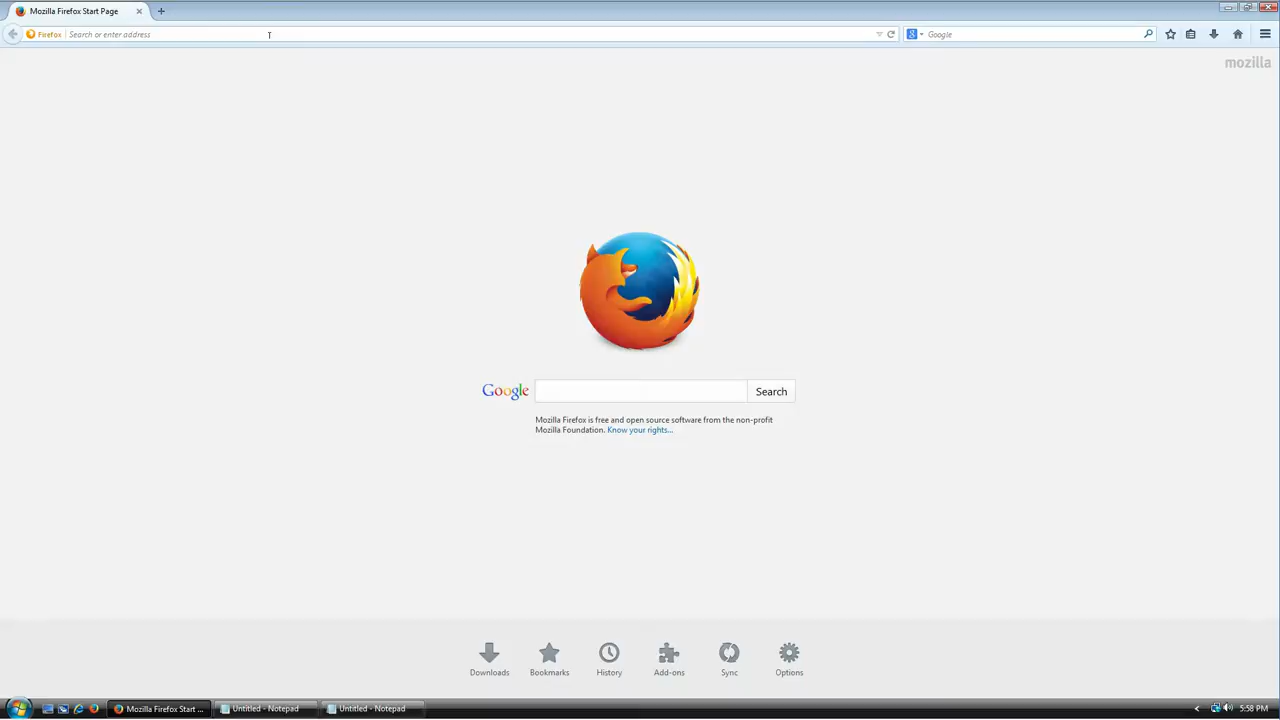 Mozilla Firefox Start Page
Firefox
Search or enter address
Google
mozilla
Google
Search
Mozilla Firefox is free and open source software from the non-profit
Mozilla Foundation. Know your rights...
Downloads
Bookmarks
History
Add-ons
Sync
Options
Mozilla Firefox Start ...
Untitled - Notepad
Untitled - Notepad
5:58 PM